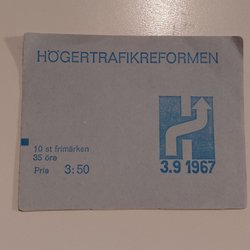 HÖGERTRAFIKREFORMEN
10 st frimärken
35 öre
Pris 3:50
3.9 1967